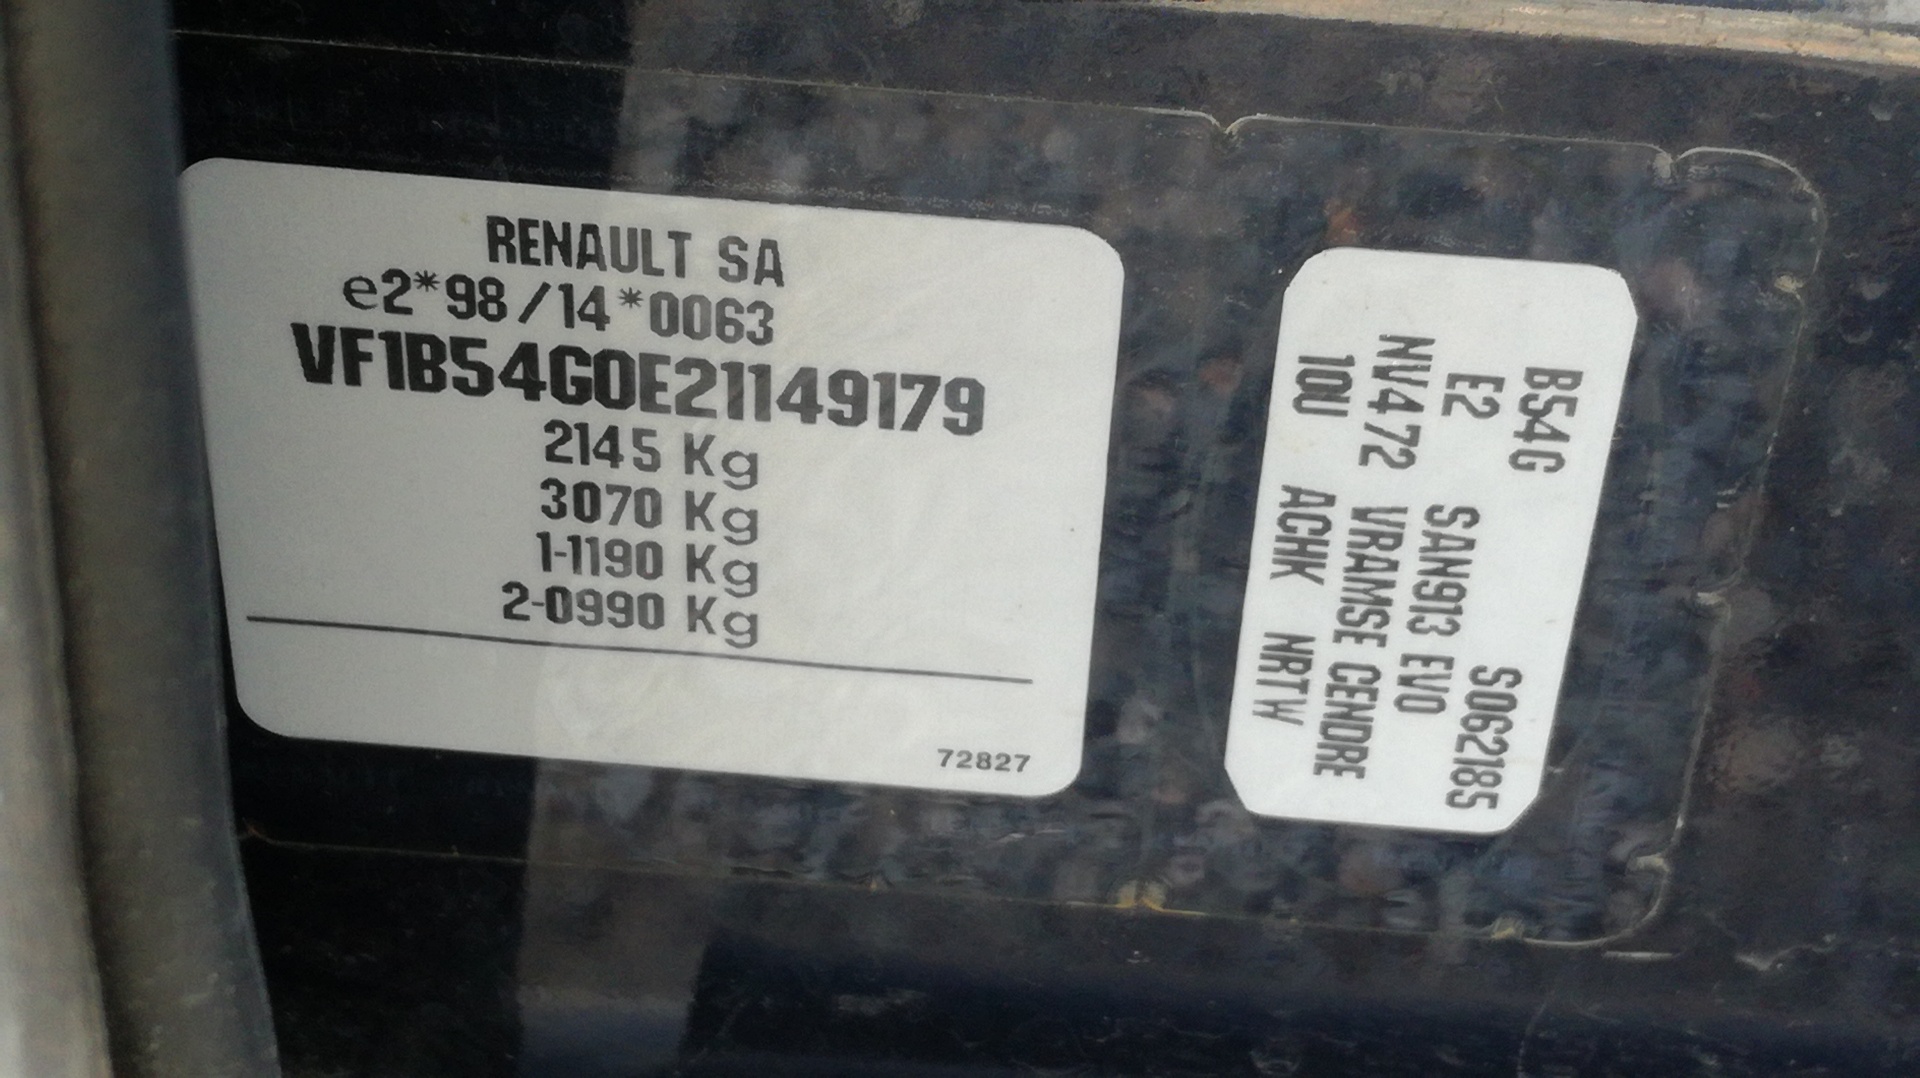 RENAULT SA
e2*98/14*0063
VF1B54G0E21149179
2145 Kg
3070 Kg
1-1190 Kg
2-0990 Kg
72827
B54G S062185
E2 SAN913 EVO
NV472 VRAMSE CENDRE
10U ACHK NRTW